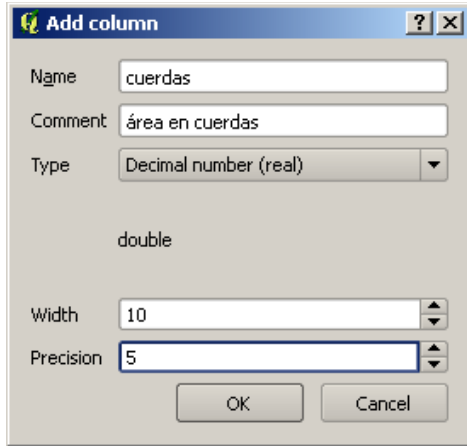 Add column
Name cuerdas
Comment área en cuerdas
Type Decimal number (real)
double
Width 10
Precision 5
OK Cancel